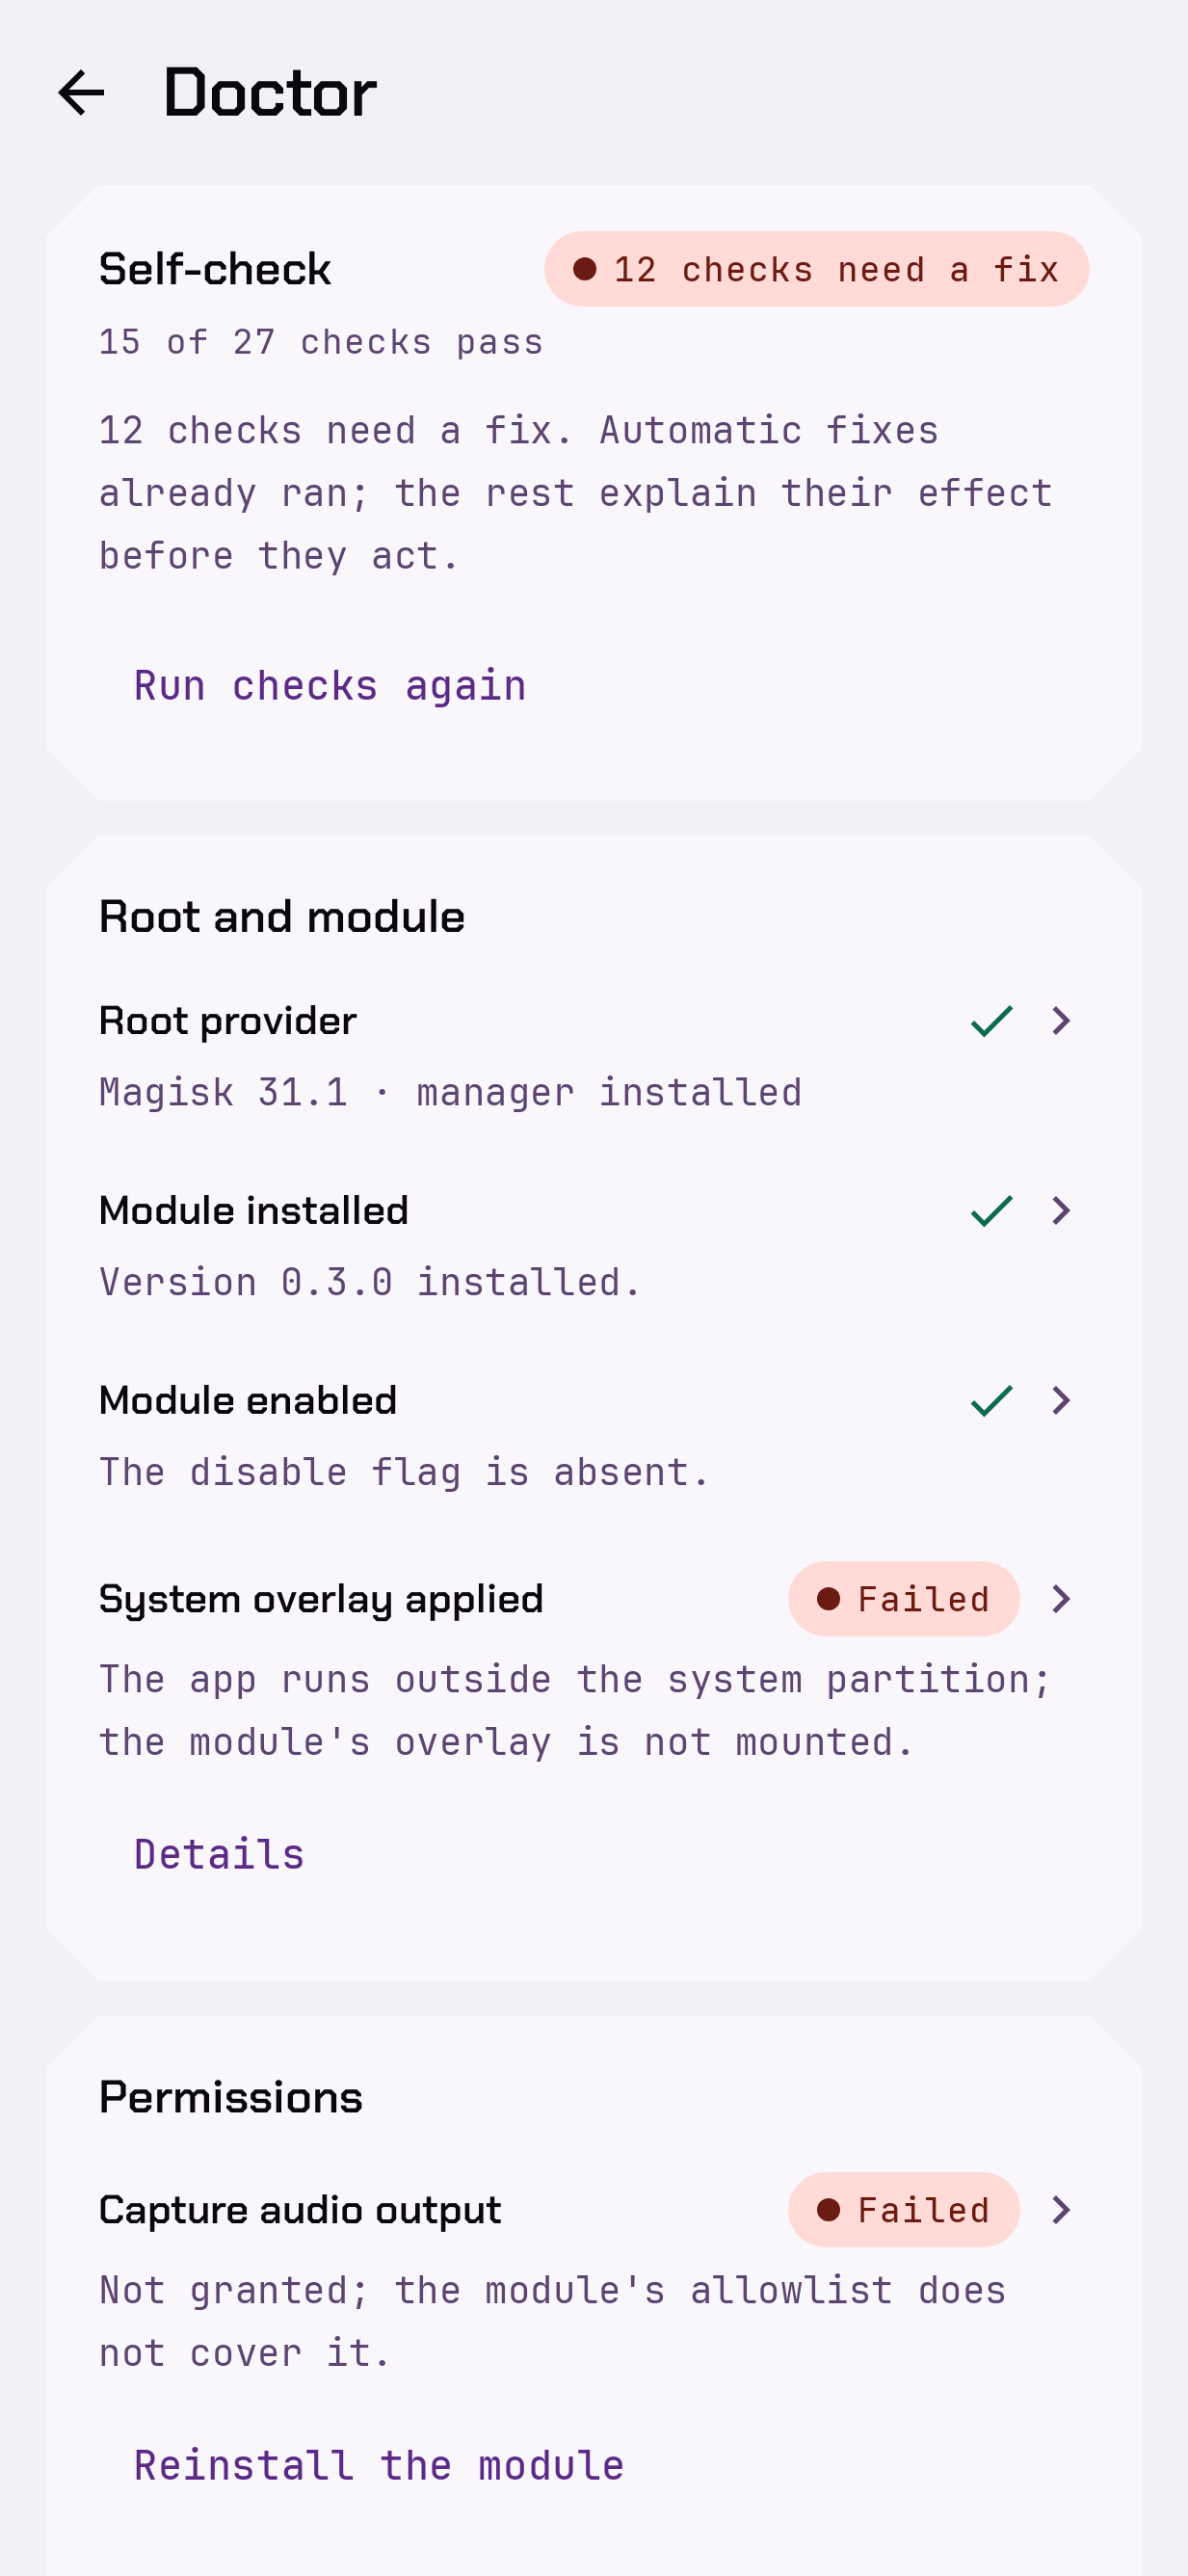 Doctor
Self-check
12 checks need a fix
15 of 27 checks pass
12 checks need a fix. Automatic fixes
already ran; the rest explain their effect
before they act.
Run checks again
Root and module
Root provider
Magisk 31.1 · manager installed
Module installed
Version 0.3.0 installed.
Module enabled
The disable flag is absent.
System overlay applied
Failed
The app runs outside the system partition;
the module's overlay is not mounted.
Details
Permissions
Capture audio output
Failed
Not granted; the module's allowlist does
not cover it.
Reinstall the module